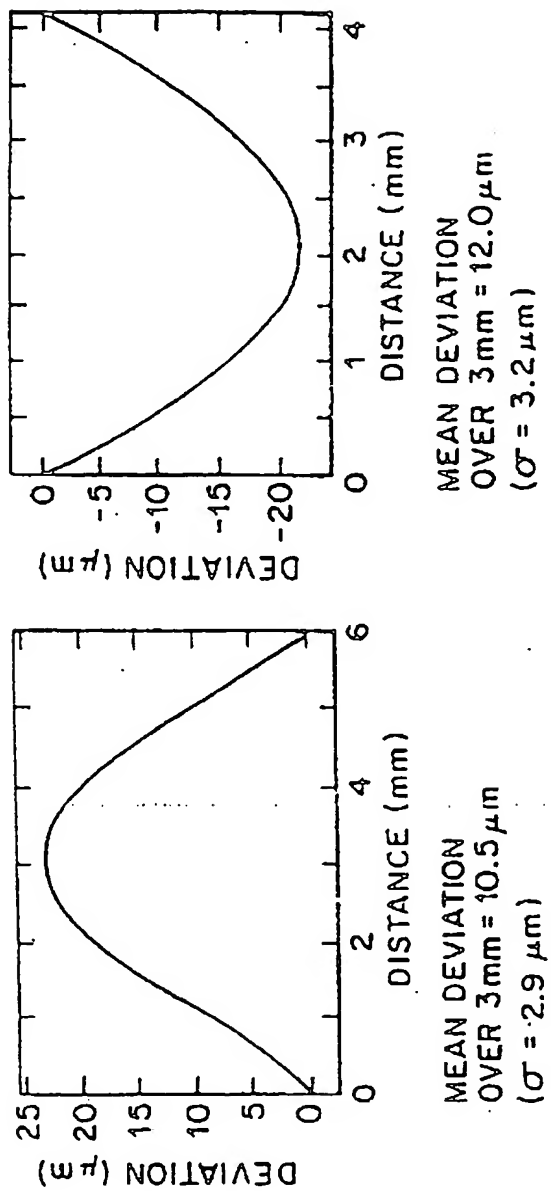 DEVIATION (μm)
25
20
15
10
5
0
0
2
4
6
DISTANCE (mm)
MEAN DEVIATION
OVER 3mm = 10.5μm
(σ = 2.9 μm)
DEVIATION (μm)
0
-5
-10
-15
-20
0
1
2
3
4
DISTANCE (mm)
MEAN DEVIATION
OVER 3mm = 12.0μm
(σ = 3.2μm)